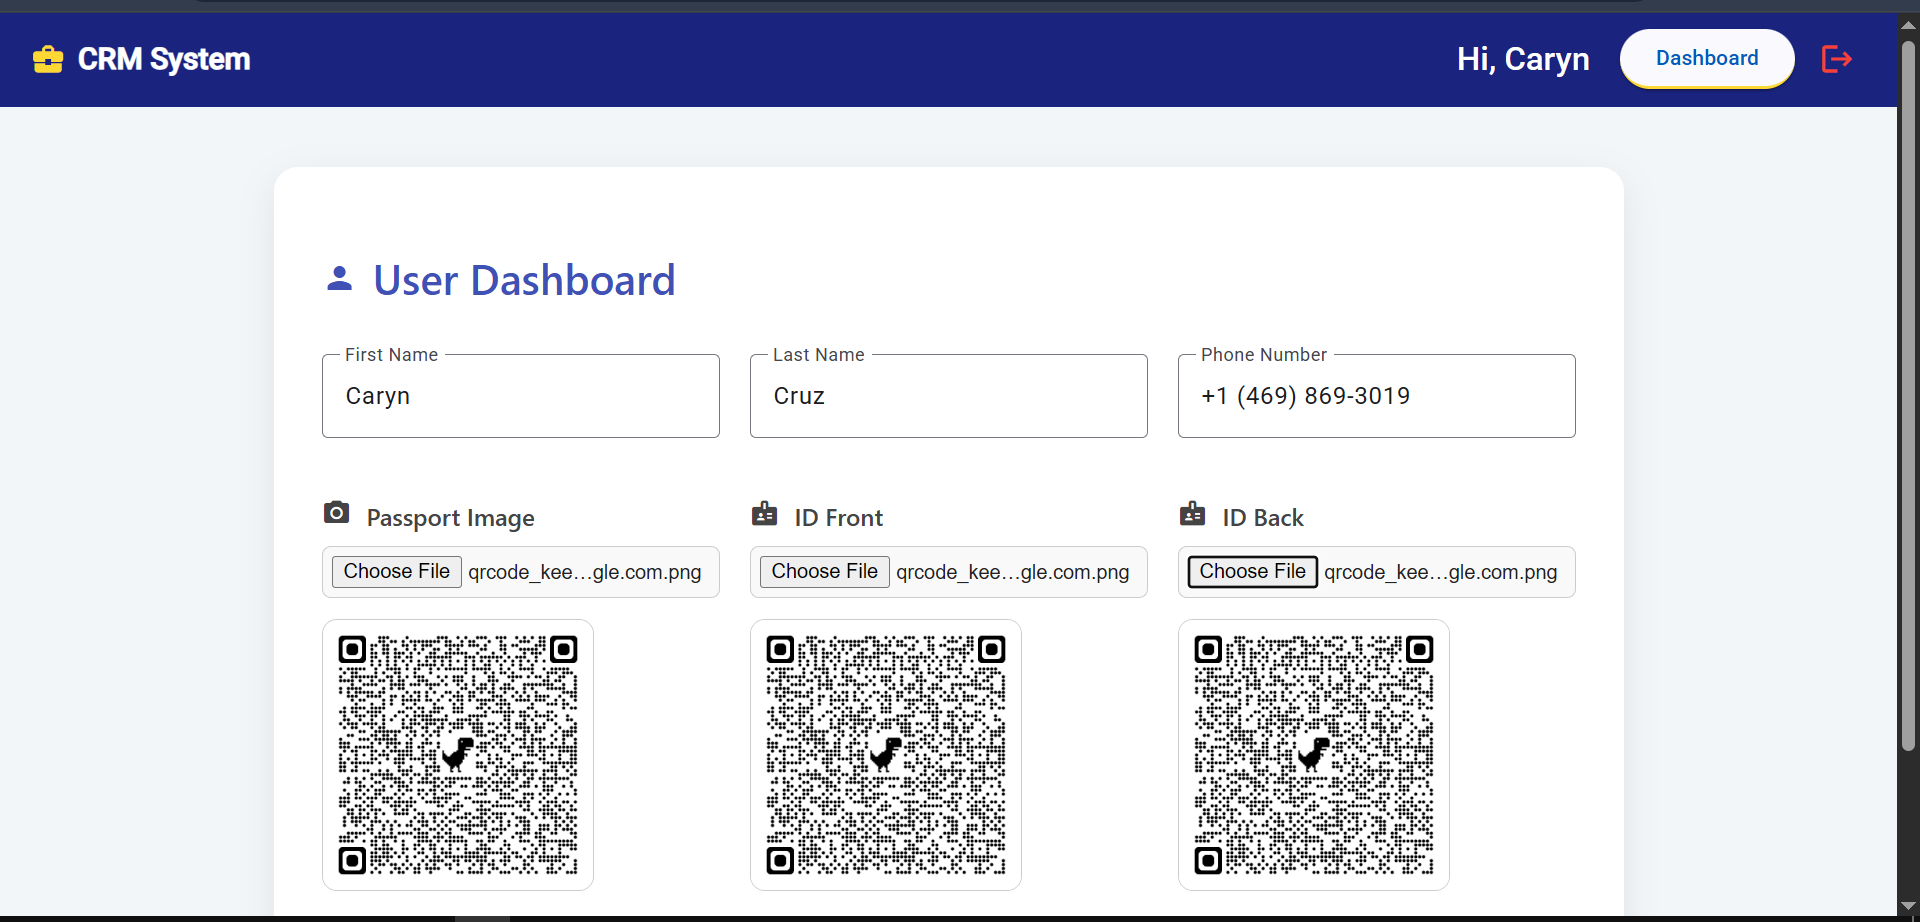 CRM System
Hi, Caryn
Dashboard
User Dashboard
First Name
Caryn
Last Name
Cruz
Phone Number
+1 (469) 869-3019
Passport Image
Choose File qrcode_kee...gle.com.png
ID Front
Choose File qrcode_kee...gle.com.png
ID Back
Choose File qrcode_kee...gle.com.png